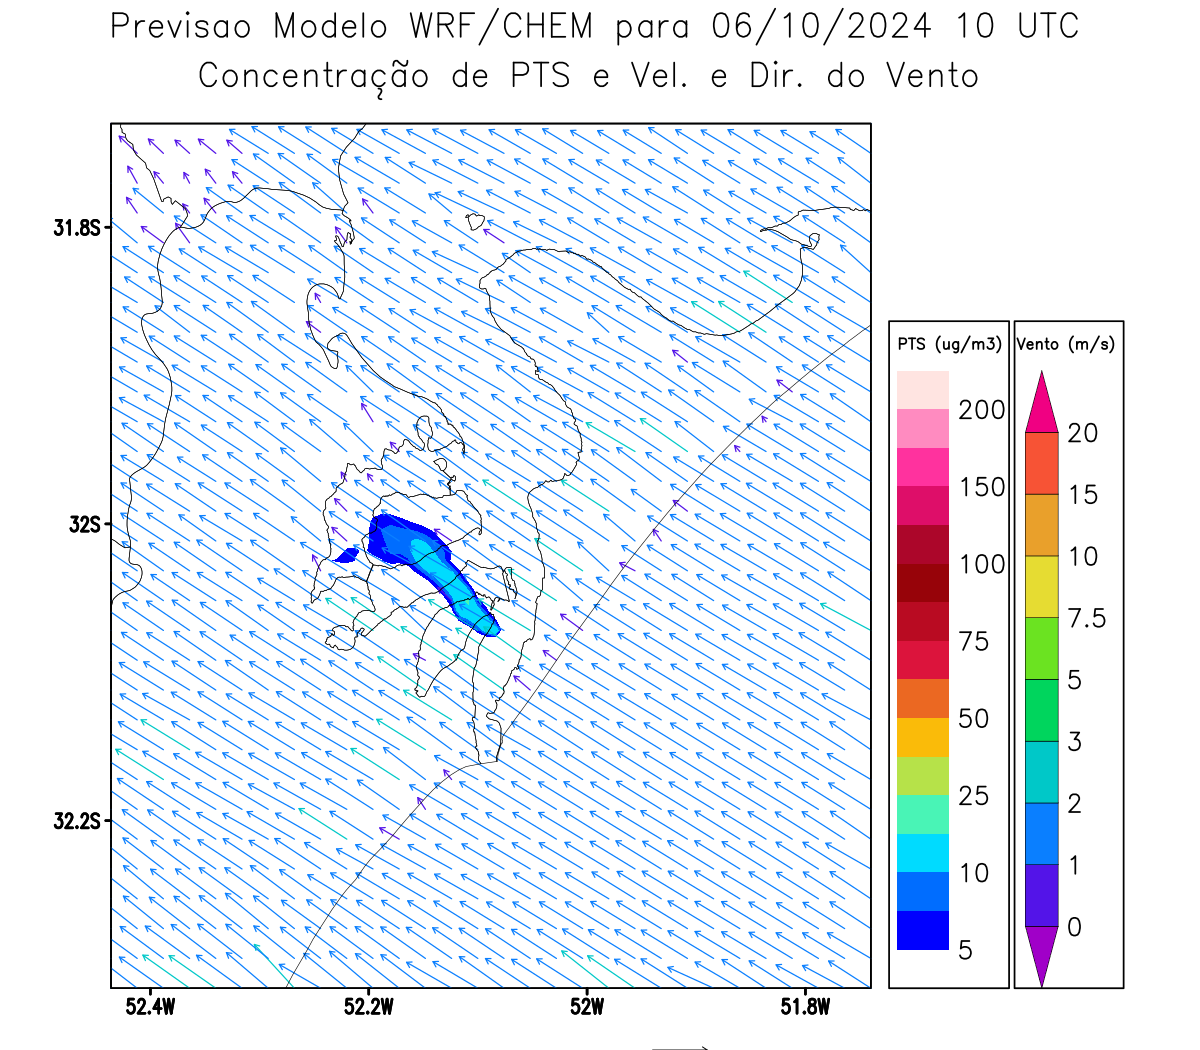 Previsao Modelo WRF/CHEM para 06/10/2024 10 UTC
Concentração de PTS e Vel. e Dir. do Vento
31.8S
32S
32.2S
52.4W
52.2W
52W
51.8W
PTS (ug/m3)
200
150
100
75
50
25
10
5
Vento (m/s)
20
15
10
7.5
5
3
2
1
0